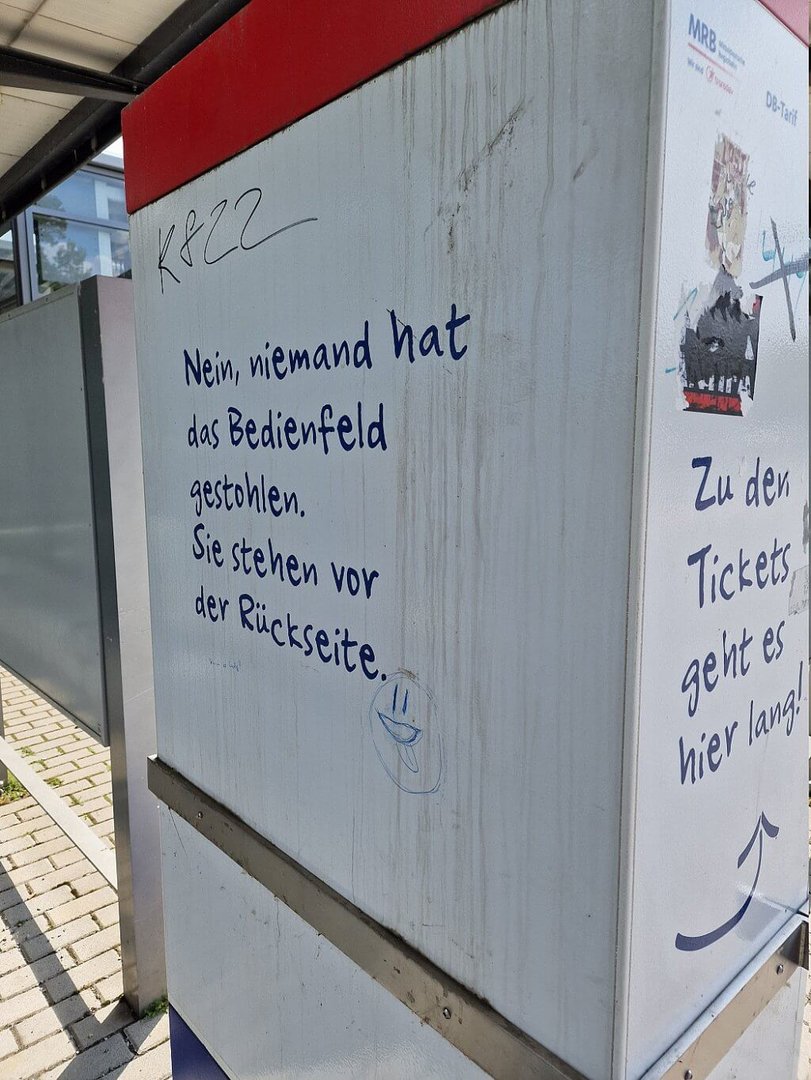 K822
Nein, niemand hat
das Bedienfeld
gestohlen.
Sie stehen vor
der Rückseite.
MRB
DB-Tarif
Zu den
Tickets
geht es
hier lang!